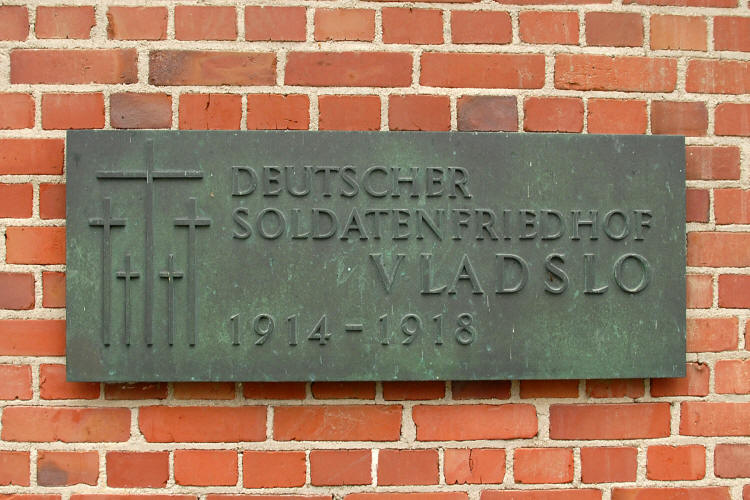 DEUTSCHER
SOLDATENFRIEDHOF
VLADSLO
1914 - 1918